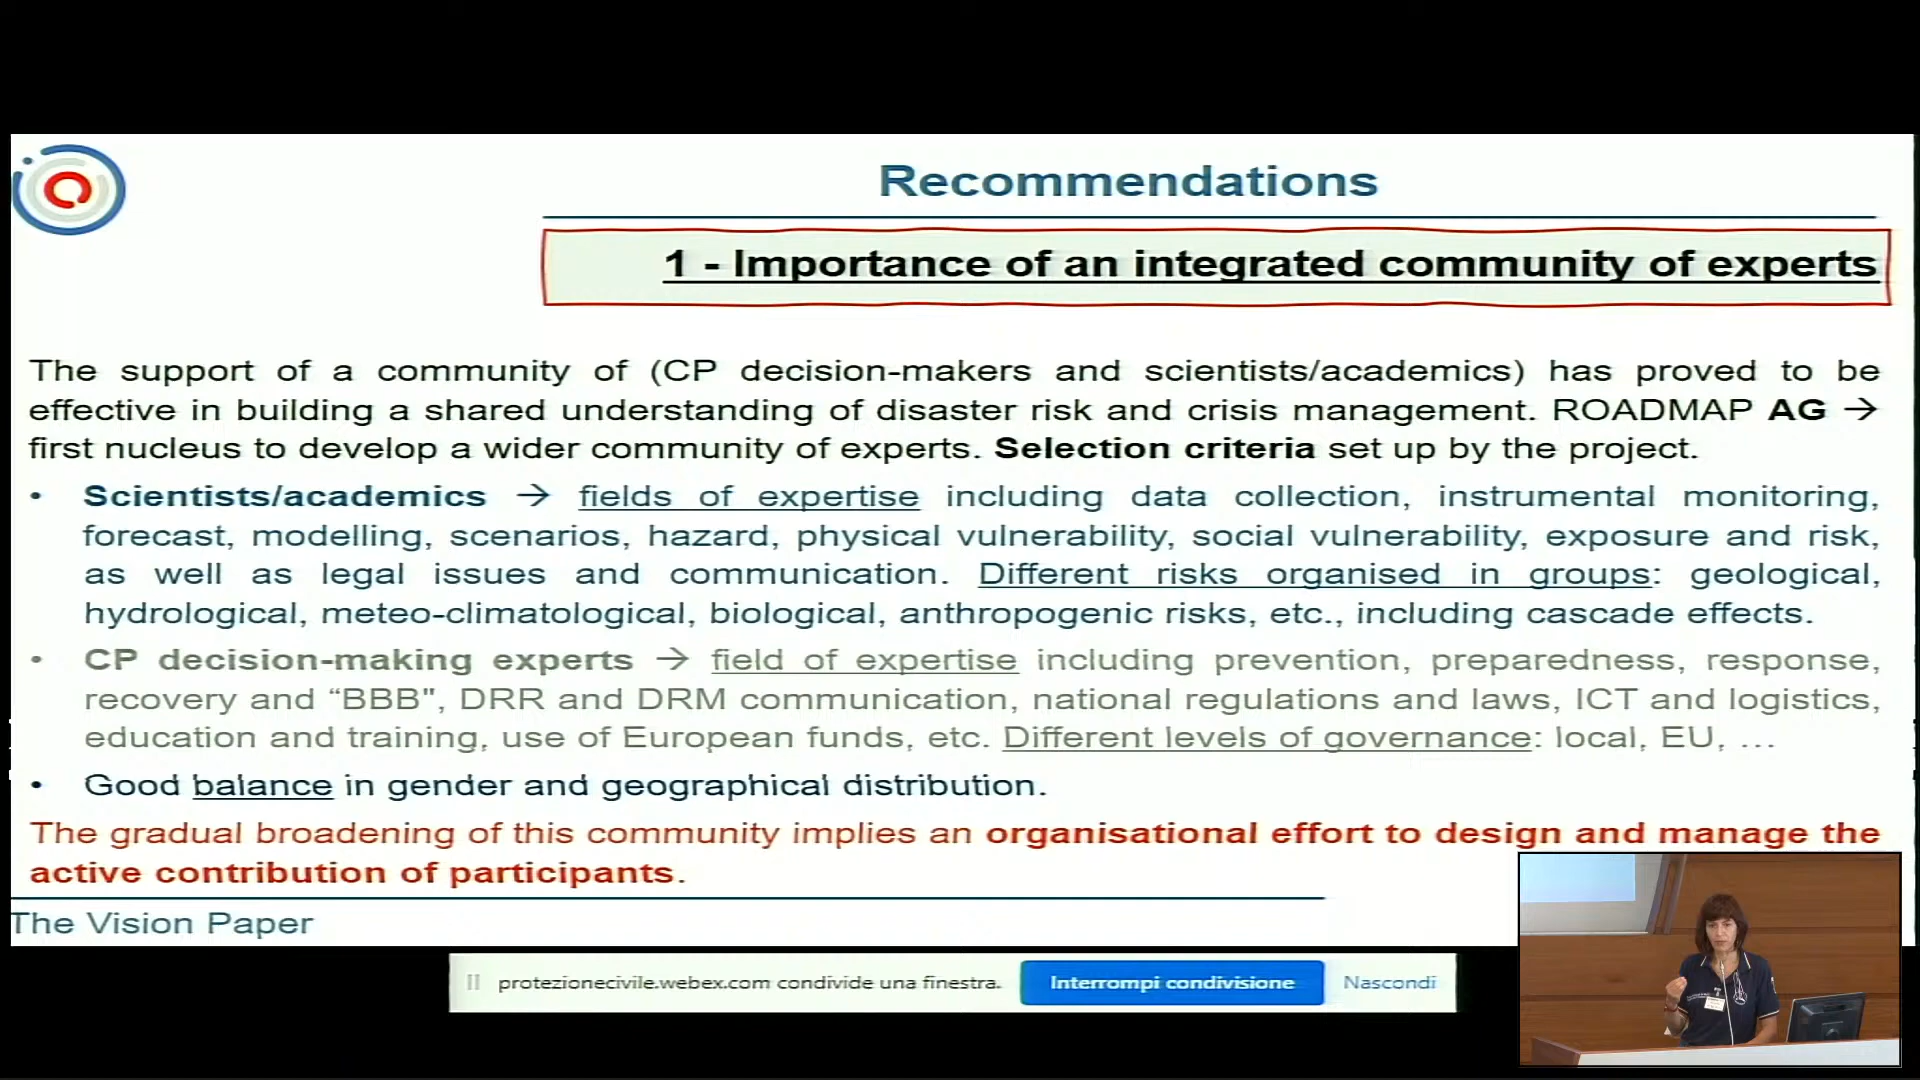 Recommendations
1 - Importance of an integrated community of experts
The support of a community of (CP decision-makers and scientists/academics) has proved to be
effective in building a shared understanding of disaster risk and crisis management. ROADMAP AG →
first nucleus to develop a wider community of experts. Selection criteria set up by the project.
• Scientists/academics → fields of expertise including data collection, instrumental monitoring,
forecast, modelling, scenarios, hazard, physical vulnerability, social vulnerability, exposure and risk,
as well as legal issues and communication. Different risks organised in groups: geological,
hydrological, meteo-climatological, biological, anthropogenic risks, etc., including cascade effects.
• CP decision-making experts → field of expertise including prevention, preparedness, response,
recovery and “BBB", DRR and DRM communication, national regulations and laws, ICT and logistics,
education and training, use of European funds, etc. Different levels of governance: local, EU, ...
• Good balance in gender and geographical distribution.
The gradual broadening of this community implies an organisational effort to design and manage the
active contribution of participants.
The Vision Paper
protezionecivile.webex.com condivide una finestra.
Interrompi condivisione
Nascondi